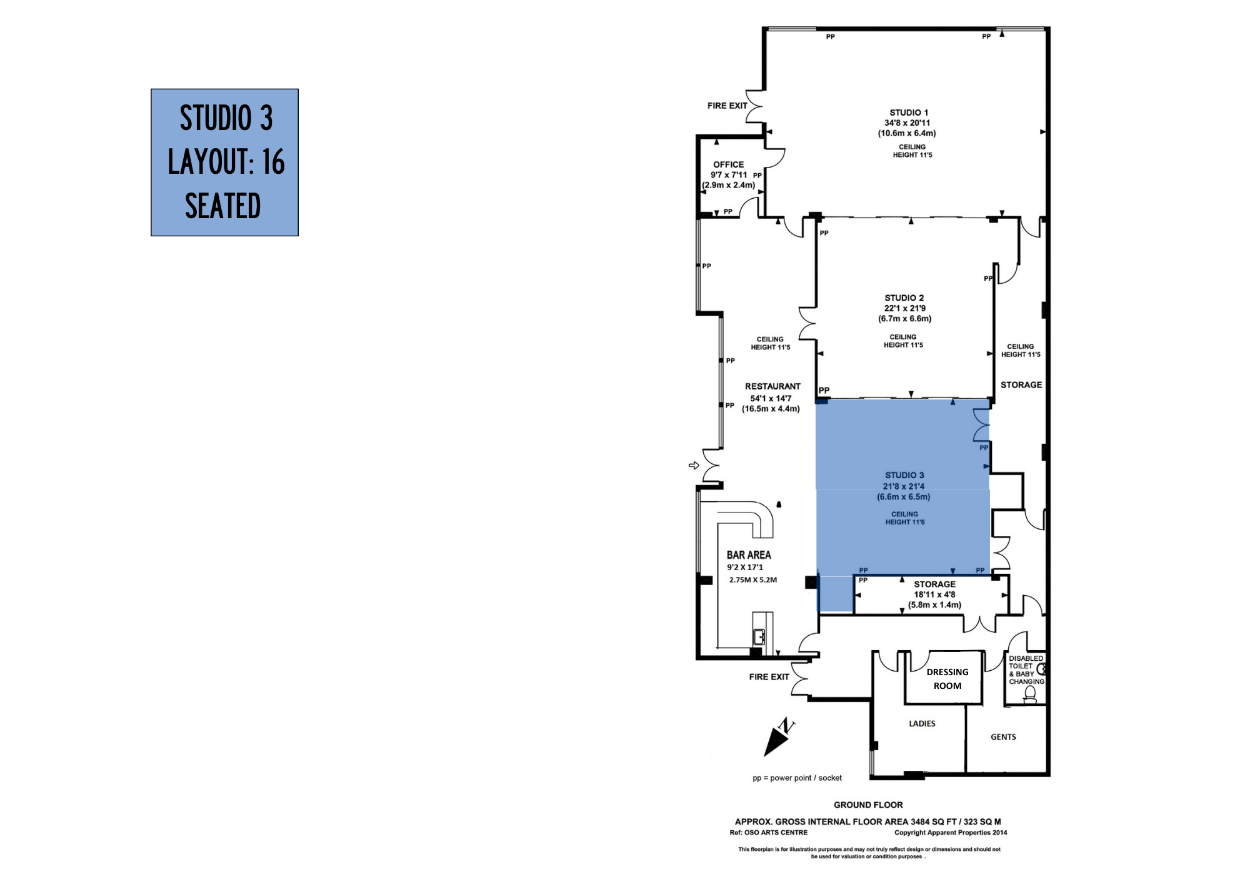 STUDIO 3
LAYOUT: 16
SEATED
PP
PP
FIRE EXIT
STUDIO 1
34'8 x 20'11
(10.6m x 6.4m)
CEILING
HEIGHT 11'5
OFFICE
9'7 x 7'11
PP
(2.9m x 2.4m)
PP
PP
PP
PP
STUDIO 2
22'1 x 21'9
(6.7m x 6.6m)
CEILING
HEIGHT 11'5
CEILING
HEIGHT 11'5
CEILING
HEIGHT 11'5
STORAGE
PP
RESTAURANT
54'1 x 14'7
(16.5m x 4.4m)
PP
PP
PP
STUDIO 3
21'8 x 21'4
(6.6m x 6.5m)
CEILING
HEIGHT 11'6
BAR AREA
9'2 X 17'1
2.75M X 5.2M
PP
PP
PP
STORAGE
18'11 x 4'8
(5.8m x 1.4m)
FIRE EXIT
DRESSING
ROOM
DISABLED
TOILET
& BABY
CHANGING
LADIES
GENTS
N
pp = power point / socket
GROUND FLOOR
APPROX. GROSS INTERNAL FLOOR AREA 3484 SQ FT / 323 SQ M
Ref: OSO ARTS CENTRE Copyright Apparent Properties 2014
This floorplan is for illustration purposes and may not truly reflect design or dimensions and should not
be used for valuation or condition purposes .